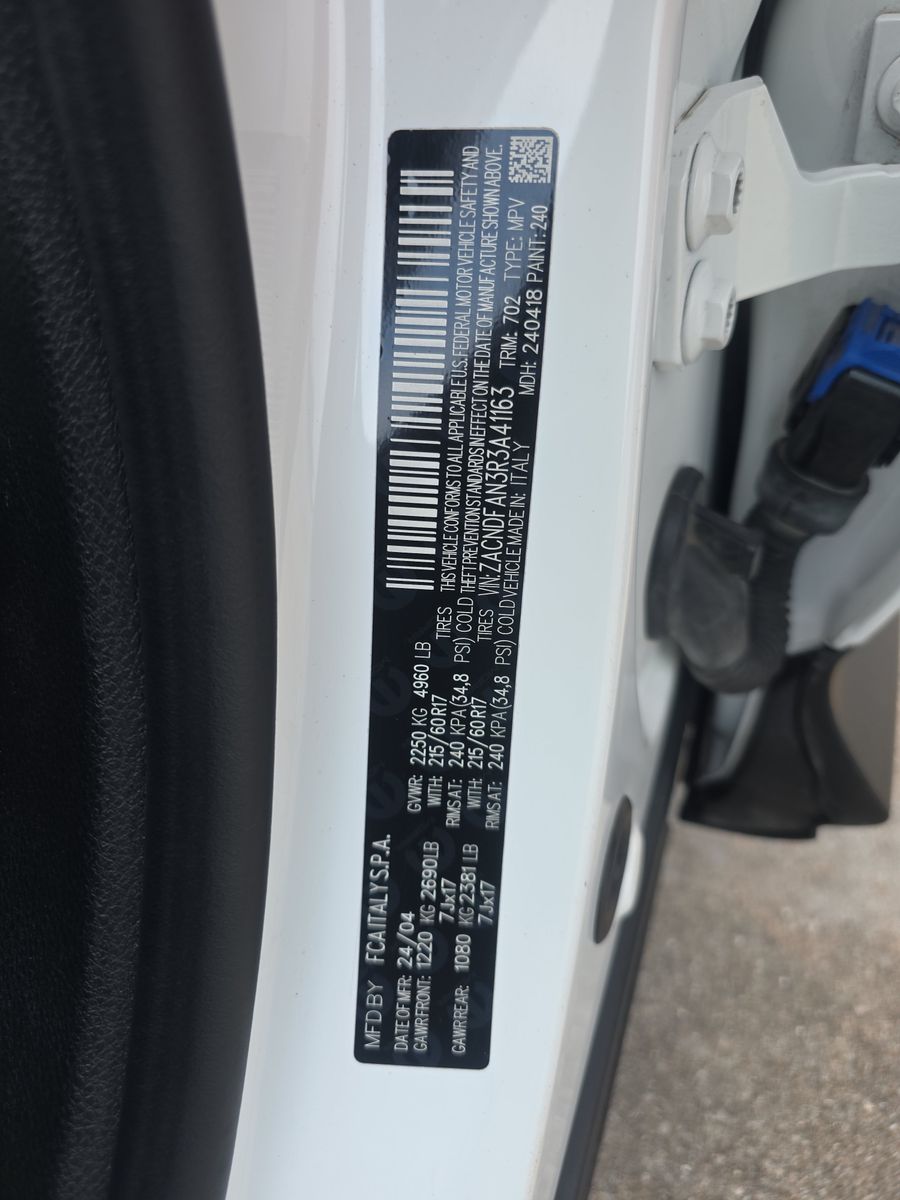 MFD BY FCA ITALY S.P.A.
DATE OF MFR: 24/04 GVWR: 2250 KG 4960 LB
GAWR FRONT: 1220 KG 2690 LB WITH: 215/60 R17 TIRES
7Jx17 RIMS AT: 240 KPA (34,8 PSI) COLD
GAWR REAR: 1080 KG 2381 LB WITH: 215/60 R17 TIRES
7Jx17 RIMS AT: 240 KPA (34,8 PSI) COLD
THIS VEHICLE CONFORMS TO ALL APPLICABLE U.S. FEDERAL MOTOR VEHICLE SAFETY AND
THEFT PREVENTION STANDARDS IN EFFECT ON THE DATE OF MANUFACTURE SHOWN ABOVE.
VIN: ZACNDFAN3R3A41163 TRIM: 702 TYPE: MPV
VEHICLE MADE IN: ITALY MDH: 240418 PAINT: 240